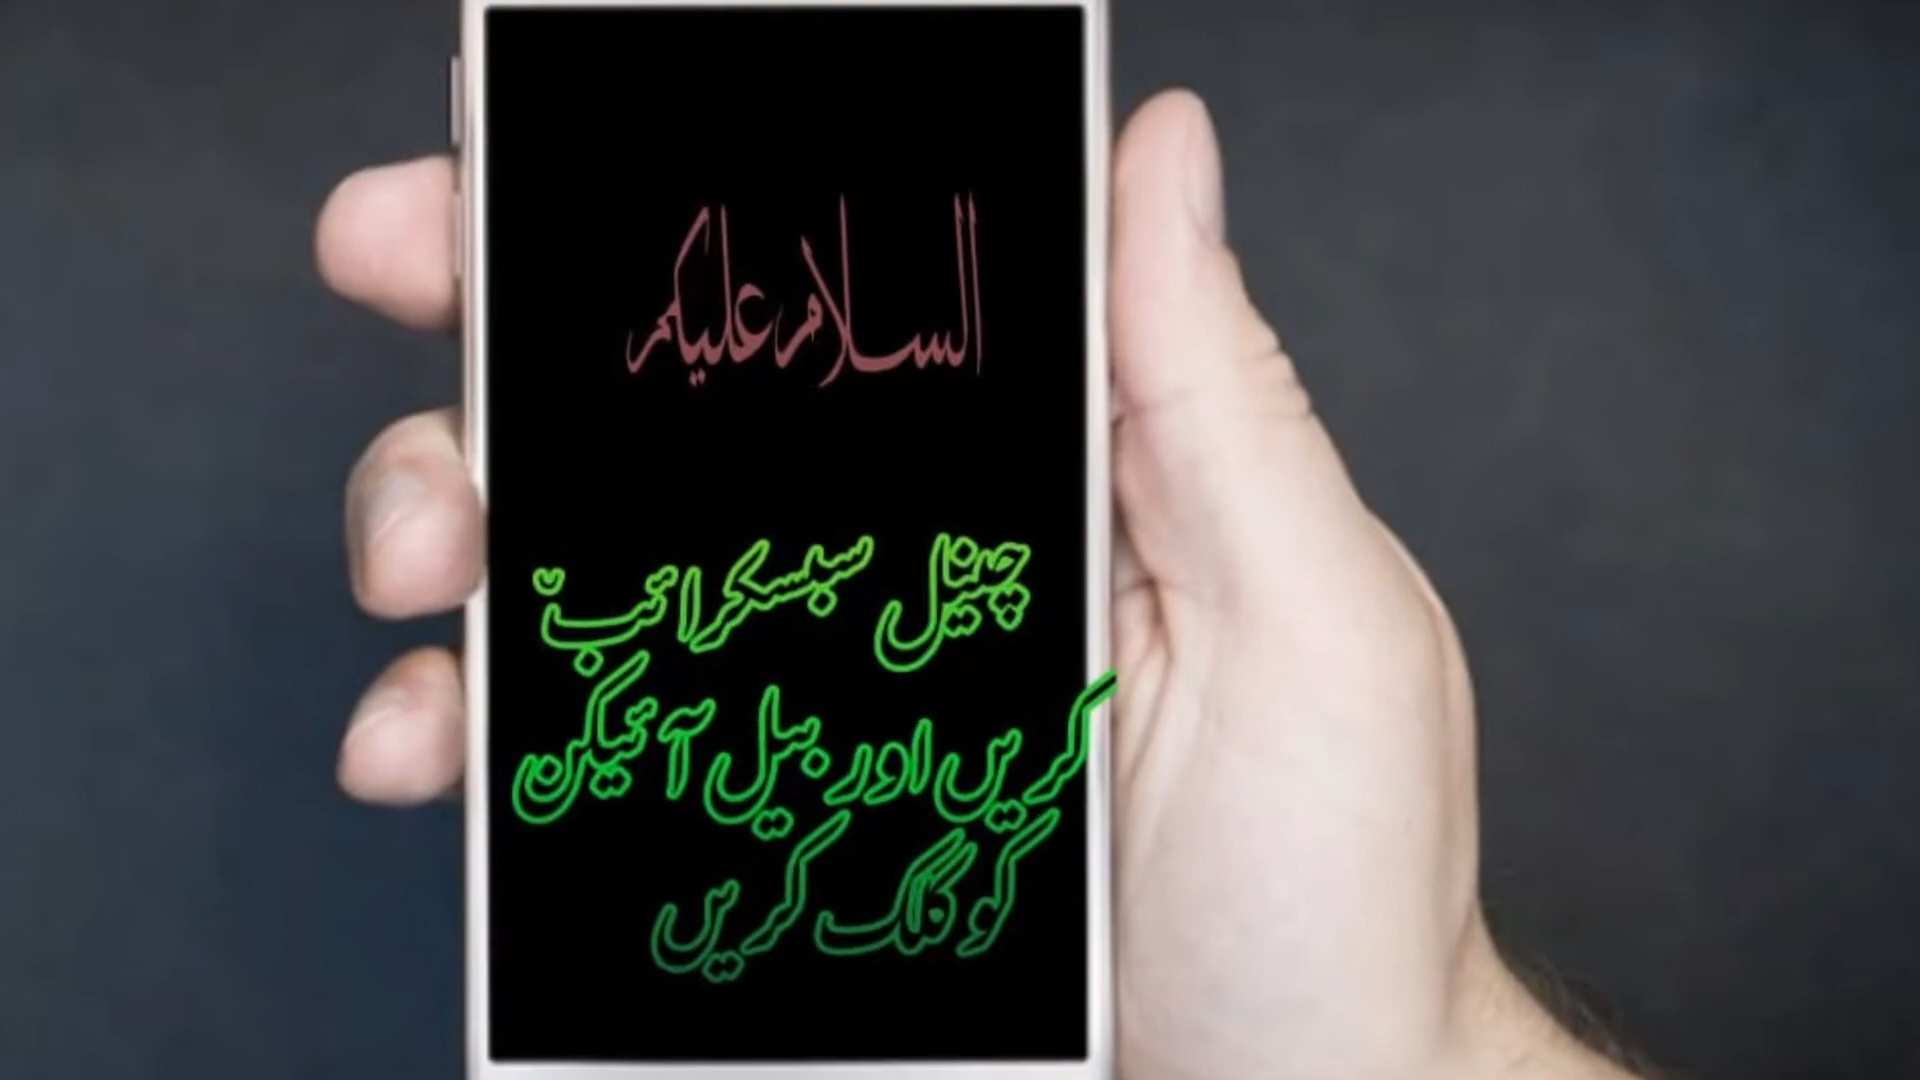 السلام علیکم
چینل سبسکرائب
کریں اور بیل آئیکن
کو کلک کریں